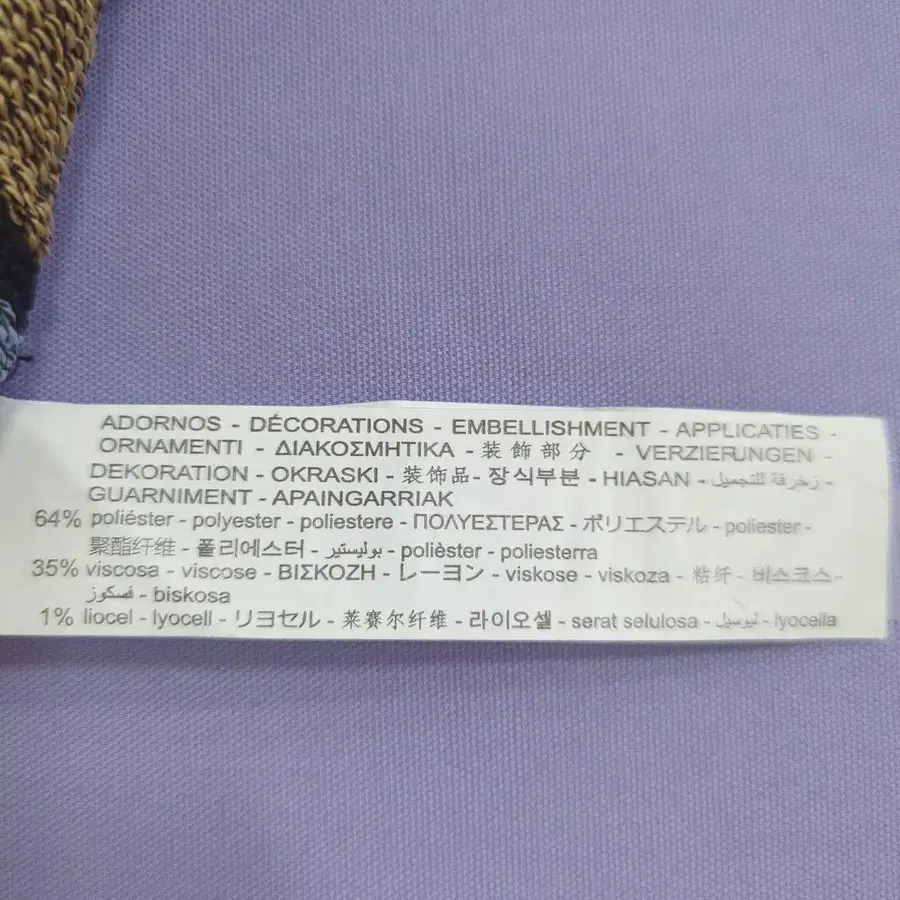 ADORNOS - DÉCORATIONS - EMBELLISHMENT - APPLICATIES -
ORNAMENTI - ΔΙΑΚΟΣΜΗΤΙΚΑ - 装飾部分 - VERZIERUNGEN -
DEKORATION - OKRASKI - 装饰品- 장식부분 - HIASAN - زخرفة للتجميل -
GUARNIMENT - APAINGARRIAK
64% poliéster - polyester - poliestere - ΠΟΛΥΕΣΤΕΡΑΣ - ポリエステル - poliester -
聚酯纤维 - 폴리에스터 - بوليستير - polièster - poliesterra
35% viscosa - viscose - ΒΙΣΚΟΖΗ - レーヨン - viskose - viskoza - 粘纤 - 비스코스 -
فسكوز - biskosa
1% liocel - lyocell - リヨセル - 莱赛尔纤维 - 라이오셀 - serat selulosa - ليوسيل - lyocella